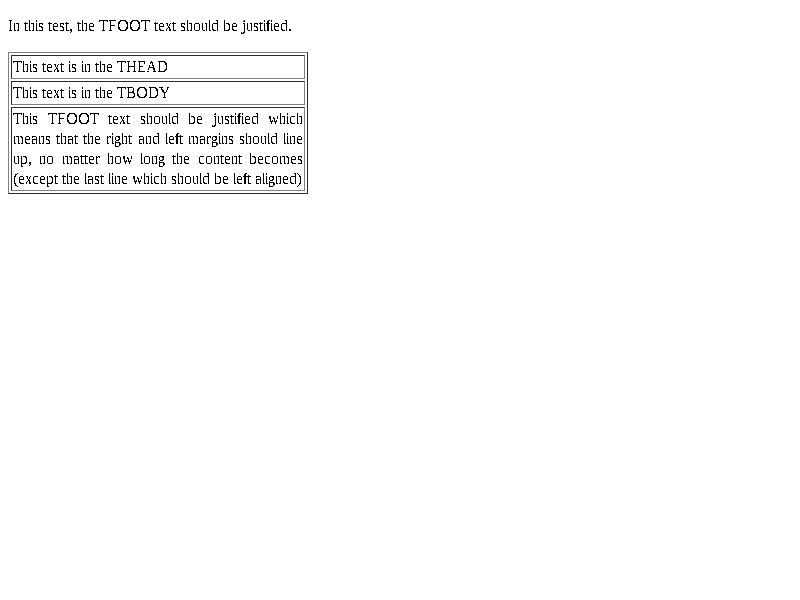 In this test, the TFOOT text should be justified.
This text is in the THEAD
This text is in the TBODY
This TFOOT text should be justified which
means that the right and left margins should line
up, no matter how long the content becomes
(except the last line which should be left aligned)